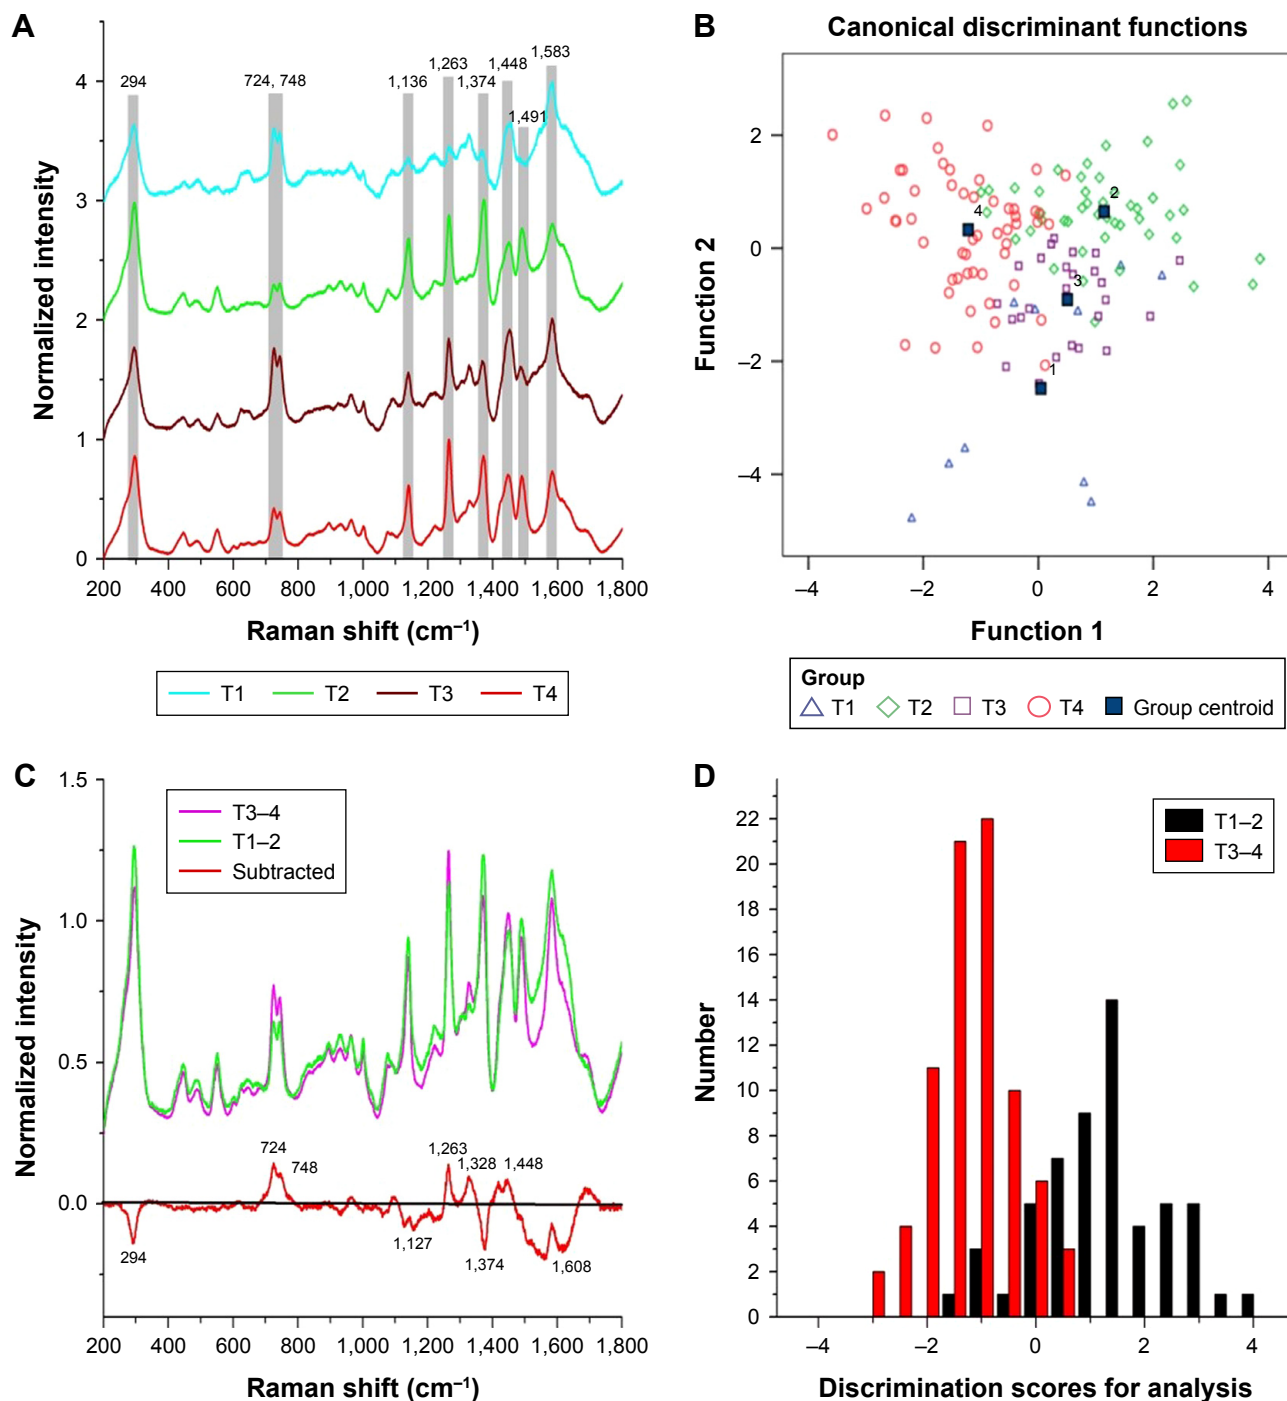 A
294
724, 748
1,136
1,263
1,374
1,448
1,491
1,583
4
3
2
1
0
Normalized intensity
200 400 600 800 1,000 1,200 1,400 1,600 1,800
Raman shift (cm–1)
T1 T2 T3 T4
B
Canonical discriminant functions
2
0
–2
–4
Function 2
4
2
3
1
–4 –2 0 2 4
Function 1
Group
T1 T2 T3 T4 Group centroid
C
1.5
1.0
0.5
0.0
Normalized intensity
T3–4
T1–2
Subtracted
724
748
1,263
1,328
1,448
294
1,127
1,374
1,608
200 400 600 800 1,000 1,200 1,400 1,600 1,800
Raman shift (cm–1)
D
22
20
18
16
14
12
10
8
6
4
2
0
Number
T1–2
T3–4
–4 –2 0 2 4
Discrimination scores for analysis